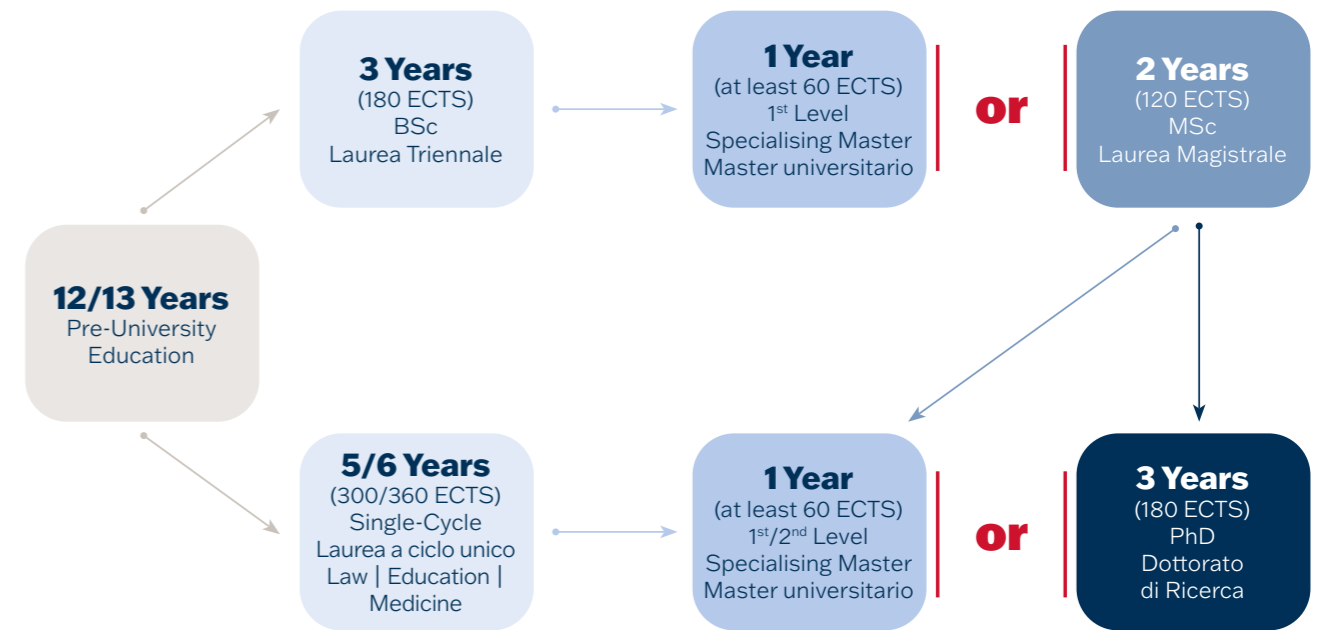 3 Years
(180 ECTS)
BSc
Laurea Triennale
1 Year
(at least 60 ECTS)
1st Level
Specialising Master
Master universitario
or
2 Years
(120 ECTS)
MSc
Laurea Magistrale
12/13 Years
Pre-University
Education
5/6 Years
(300/360 ECTS)
Single-Cycle
Laurea a ciclo unico
Law | Education |
Medicine
1 Year
(at least 60 ECTS)
1st/2nd Level
Specialising Master
Master universitario
or
3 Years
(180 ECTS)
PhD
Dottorato
di Ricerca